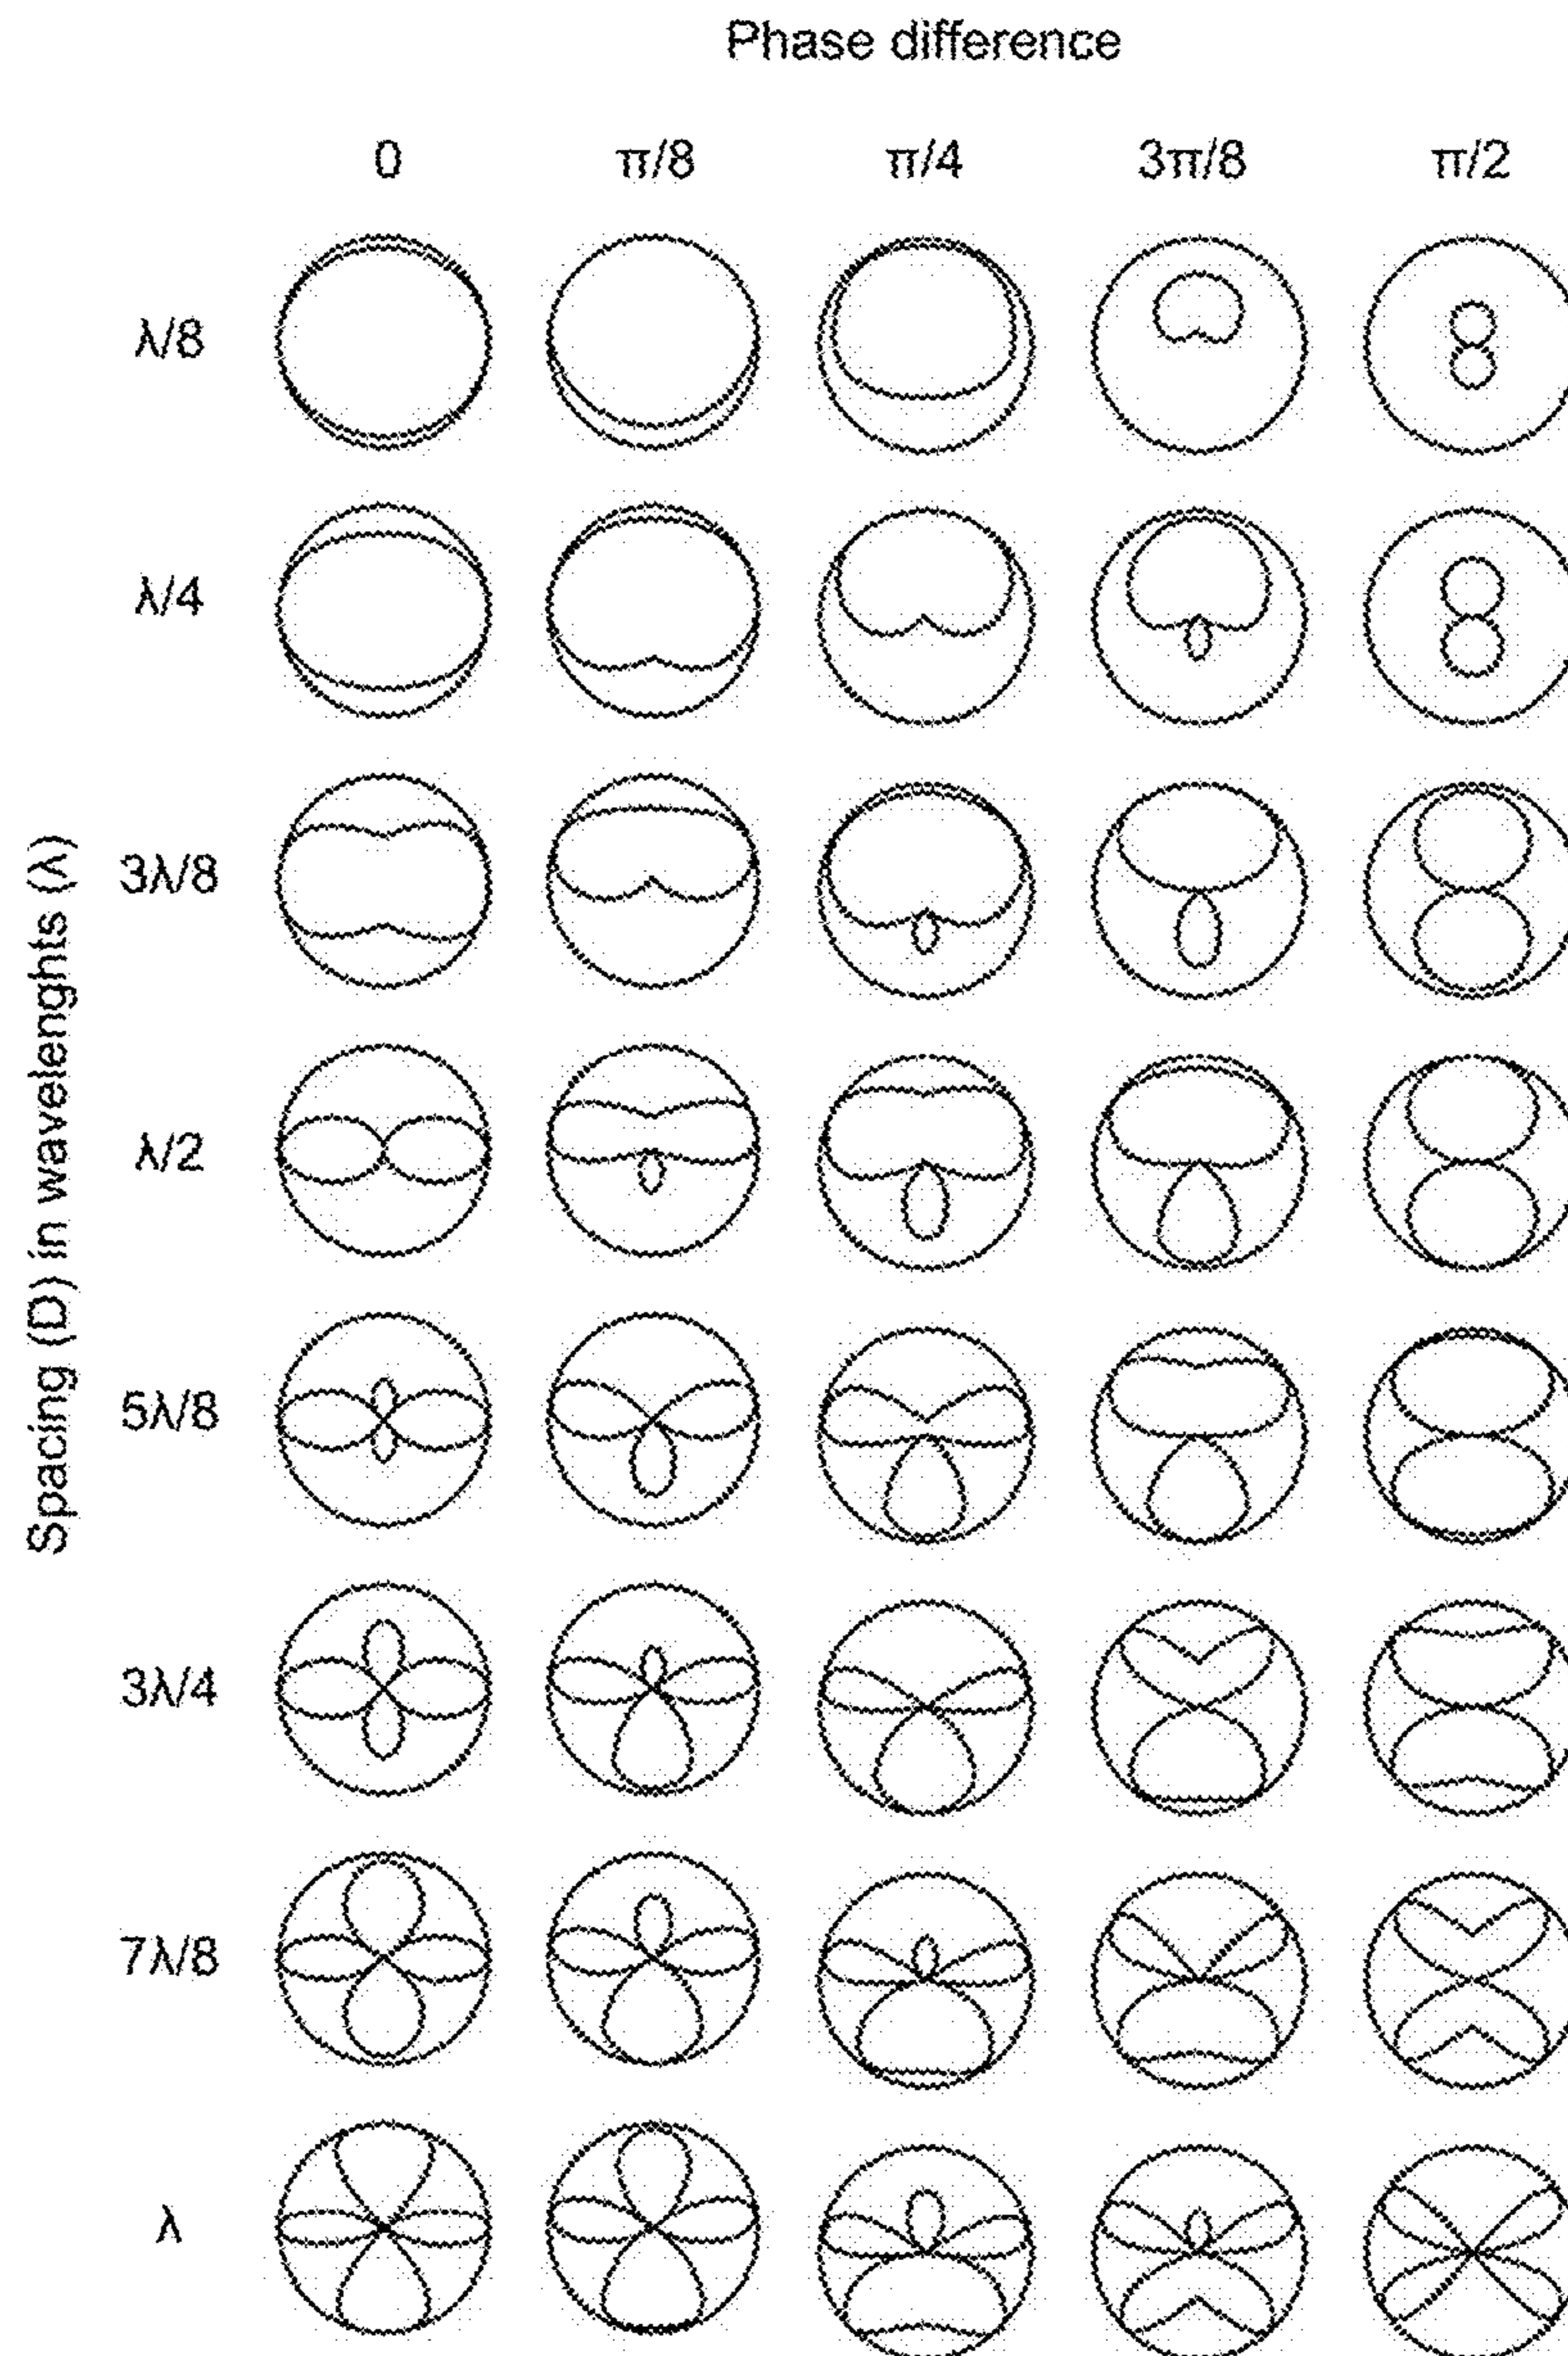 Phase difference
0 π/8 π/4 3π/8 π/2
Spacing (D) in wavelenghts (λ)
λ/8
λ/4
3λ/8
λ/2
5λ/8
3λ/4
7λ/8
λ